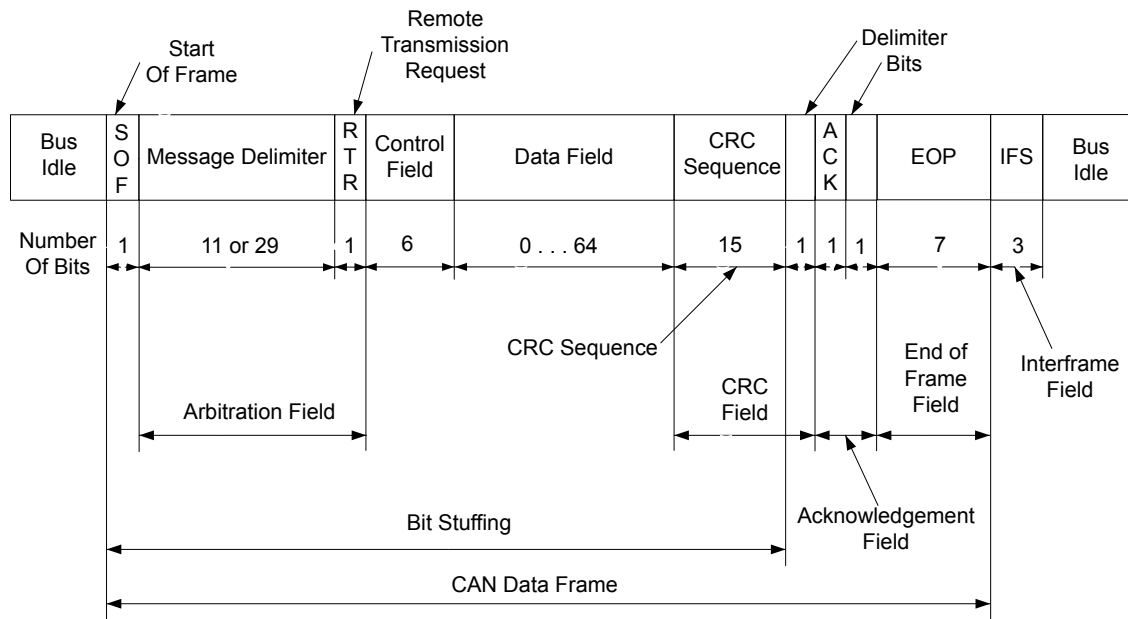 Start
Of Frame
Remote
Transmission
Request
Delimiter
Bits
Bus
Idle
S
O
F
Message Delimiter
R
T
R
Control
Field
Data Field
CRC
Sequence
A
C
K
EOP
IFS
Bus
Idle
Number
Of Bits
1
11 or 29
1
6
0 . . . 64
15
1
1
1
7
3
CRC Sequence
Interframe
Field
Arbitration Field
CRC
Field
End of
Frame
Field
Bit Stuffing
Acknowledgement
Field
CAN Data Frame